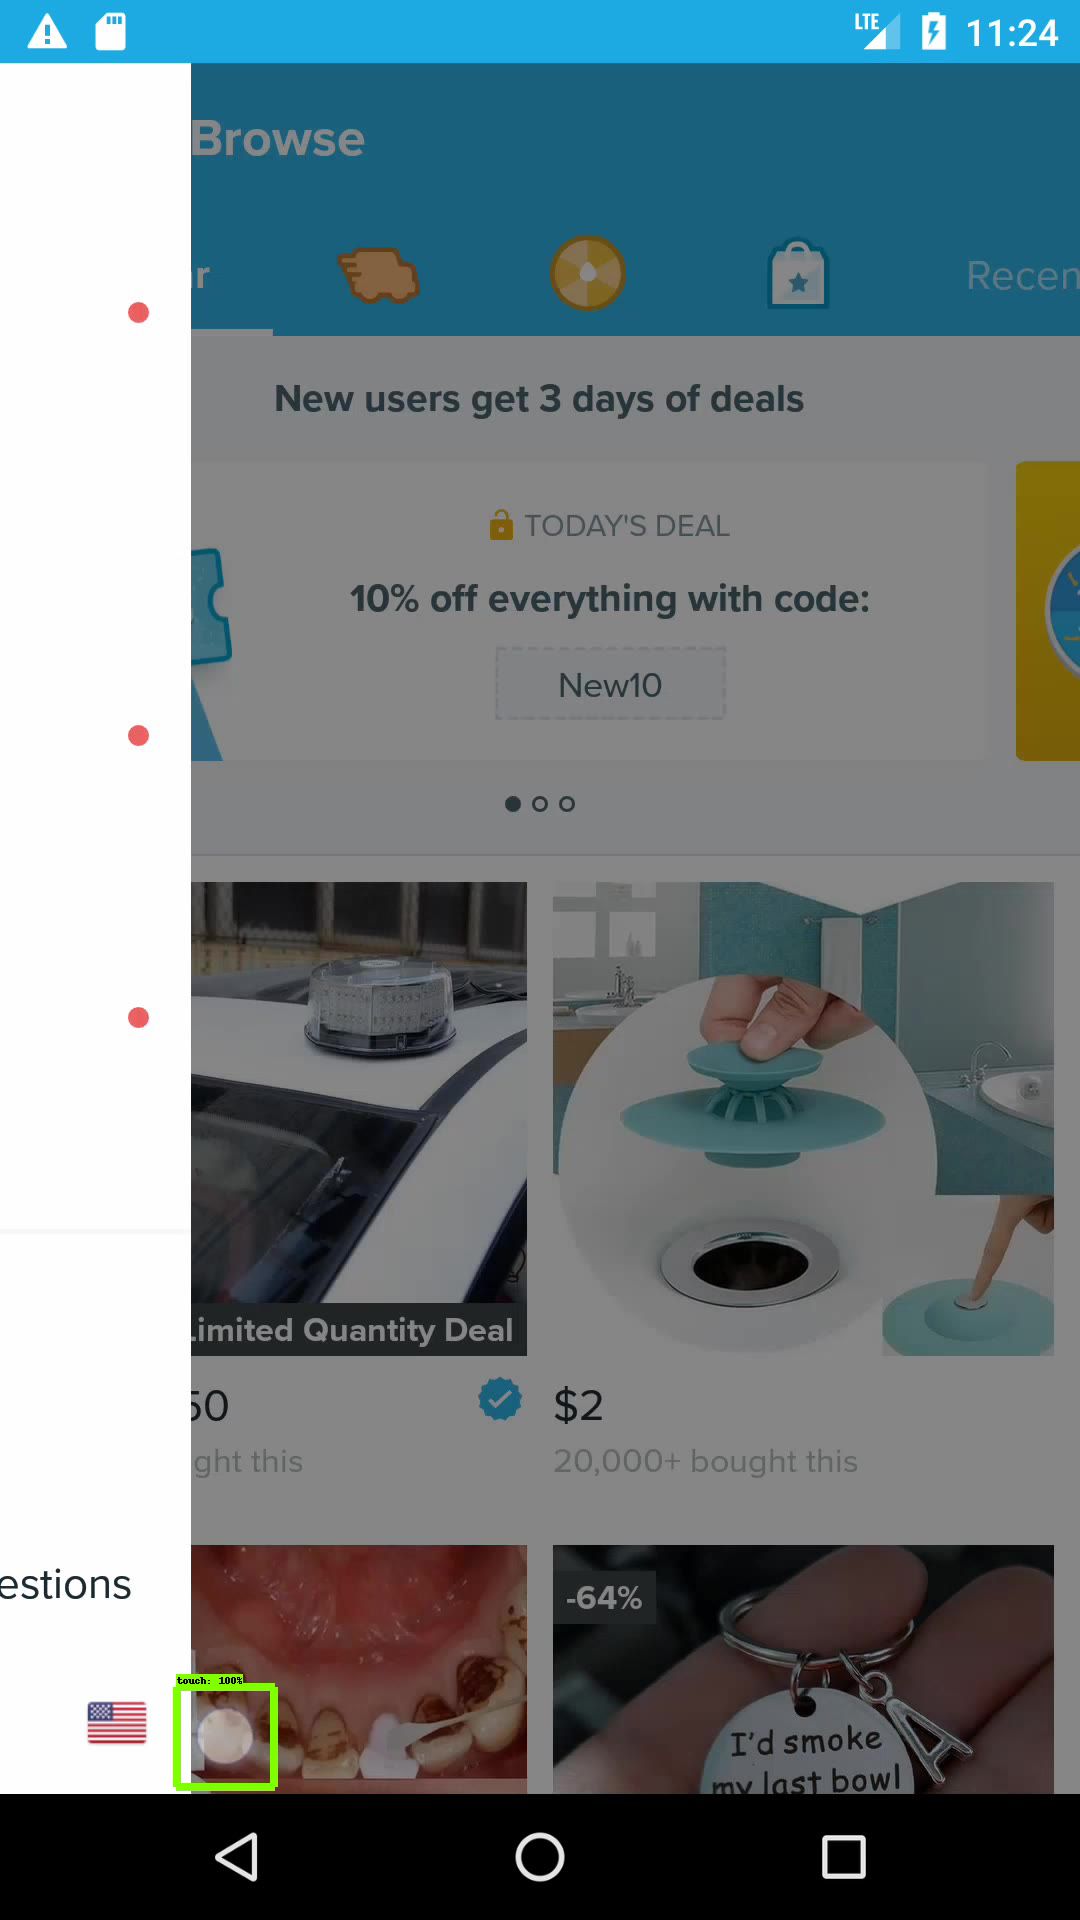 LTE 11:24
Browse
Recen
New users get 3 days of deals
TODAY'S DEAL
10% off everything with code:
New10
Limited Quantity Deal
50
$2
ght this
20,000+ bought this
estions
-64%
touch: 100%
I'd smoke
my last bowl
A